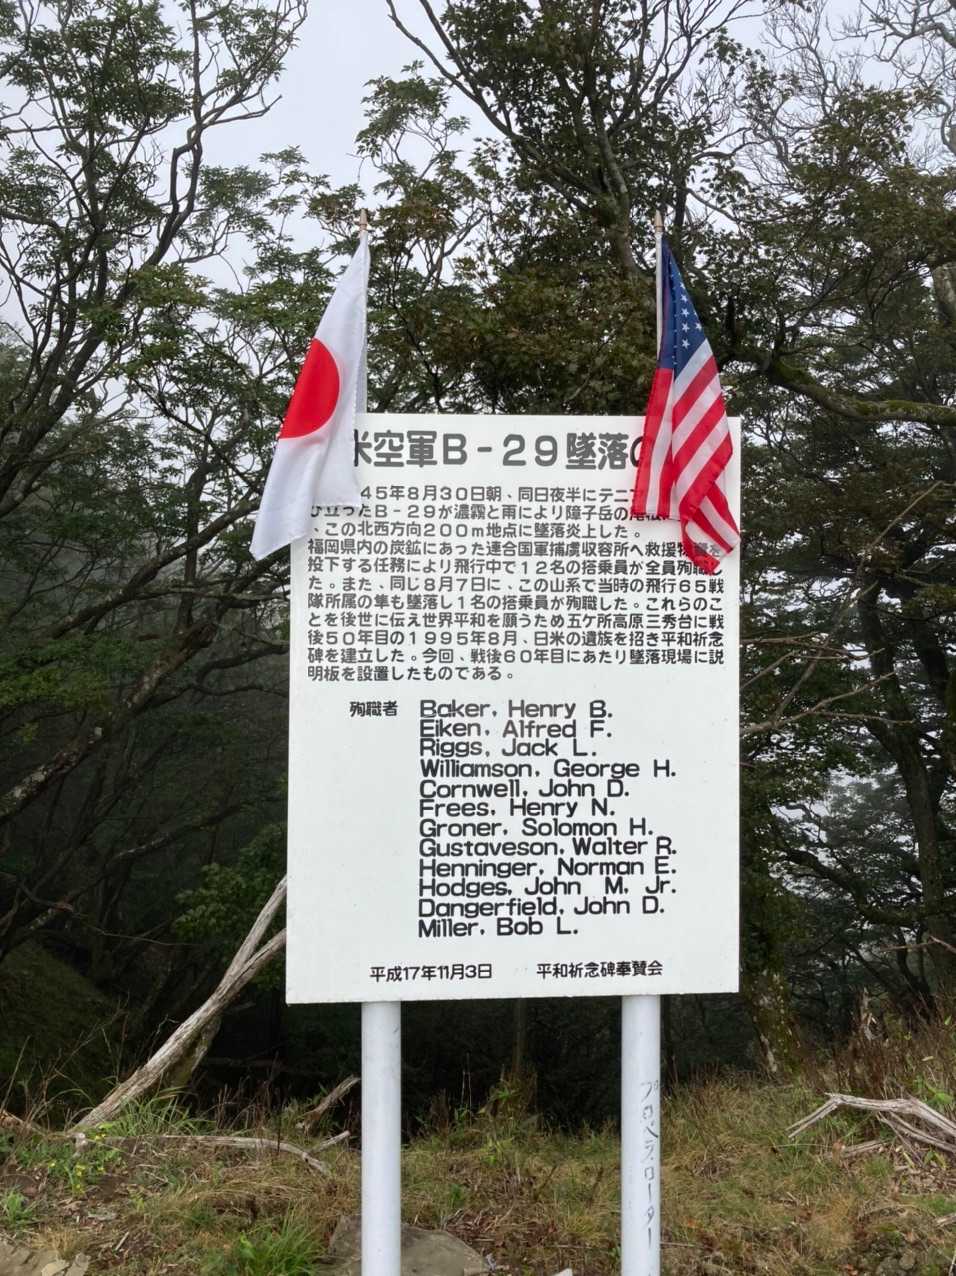 米空軍B-29墜落の
45年8月30日朝、同日夜半にテニ
び立ったB-29が濃霧と雨により障子岳の尾根
、この北西方向200m地点に墜落炎上した。
福岡県内の炭鉱にあった連合国軍捕虜収容所へ救援物資を
投下する任務により飛行中で12名の搭乗員が全員殉職し
た。また、同じ8月7日に、この山系で当時の飛行65戦
隊所属の隼も墜落し1名の搭乗員が殉職した。これらのこ
とを後世に伝え世界平和を願うため五ケ所高原三秀台に戦
後50年目の1995年8月、日米の遺族を招き平和祈念
碑を建立した。今回、戦後60年目にあたり墜落現場に説
明板を設置したものである。
殉職者 Baker, Henry B.
Eiken, Alfred F.
Riggs, Jack L.
Williamson, George H.
Cornwell, John D.
Frees, Henry N.
Groner, Solomon H.
Gustaveson, Walter R.
Henninger, Norman E.
Hodges, John M, Jr.
Dangerfield, John D.
Miller, Bob L.
平成17年11月3日 平和祈念碑奉賛会
プロペラローター